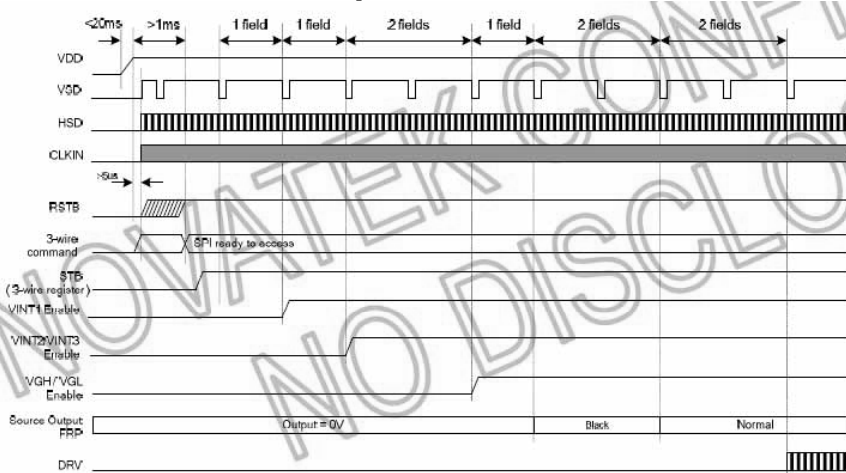 <20ms >1ms 1 field 1 field 2 fields 1 field 2 fields 2 fields
VDD
VSD
HSD
CLKIN
>5us
RSTB
3-wire
command
SPI ready to access
STB
(3-wire register)
VINT1 Enable
VINT2/VINT3
Enable
VGH/VGL
Enable
Source Output
FRP
Output = 0V Black Normal
DRV
NOVATEK CONFI
NO DISCLO